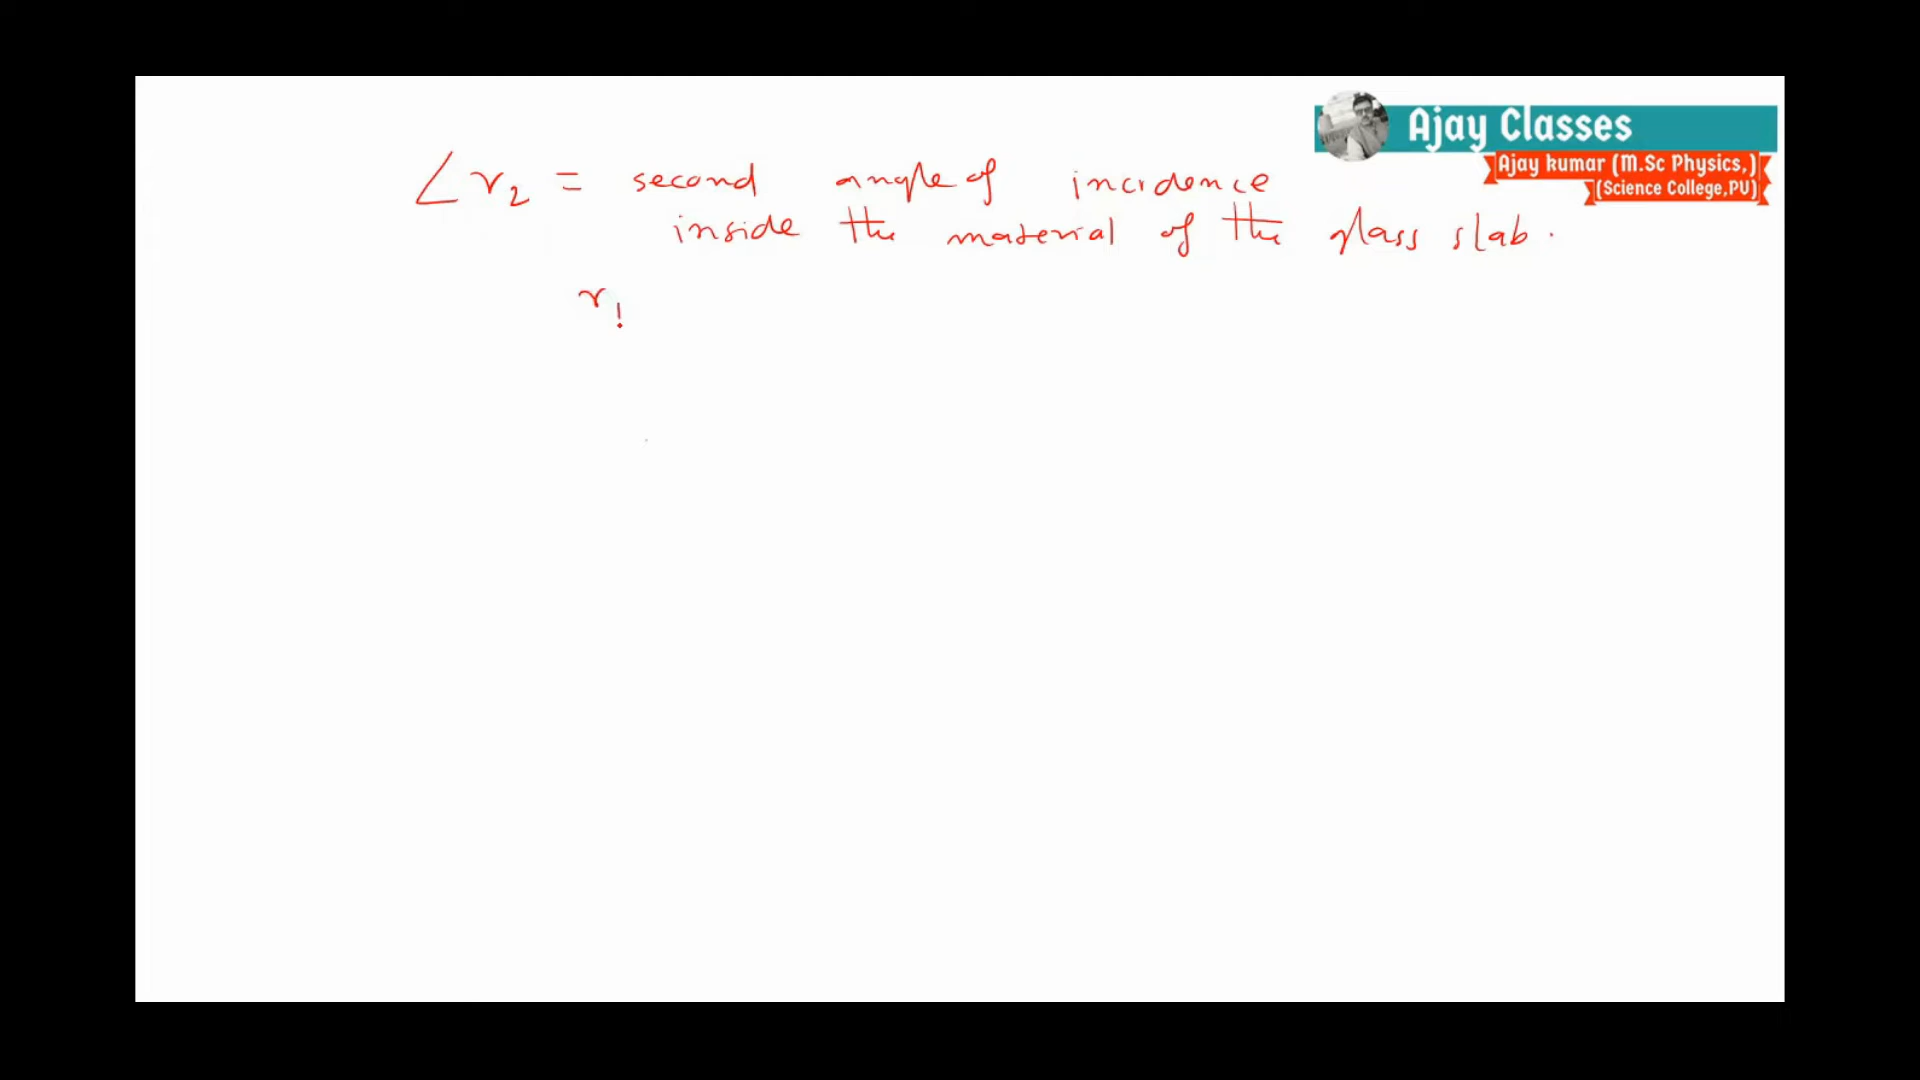 Ajay Classes
Ajay kumar (M.Sc Physics,)
(Science College,PU)
∠r₂ = second angle of incidence
inside the material of the glass slab.
r₁